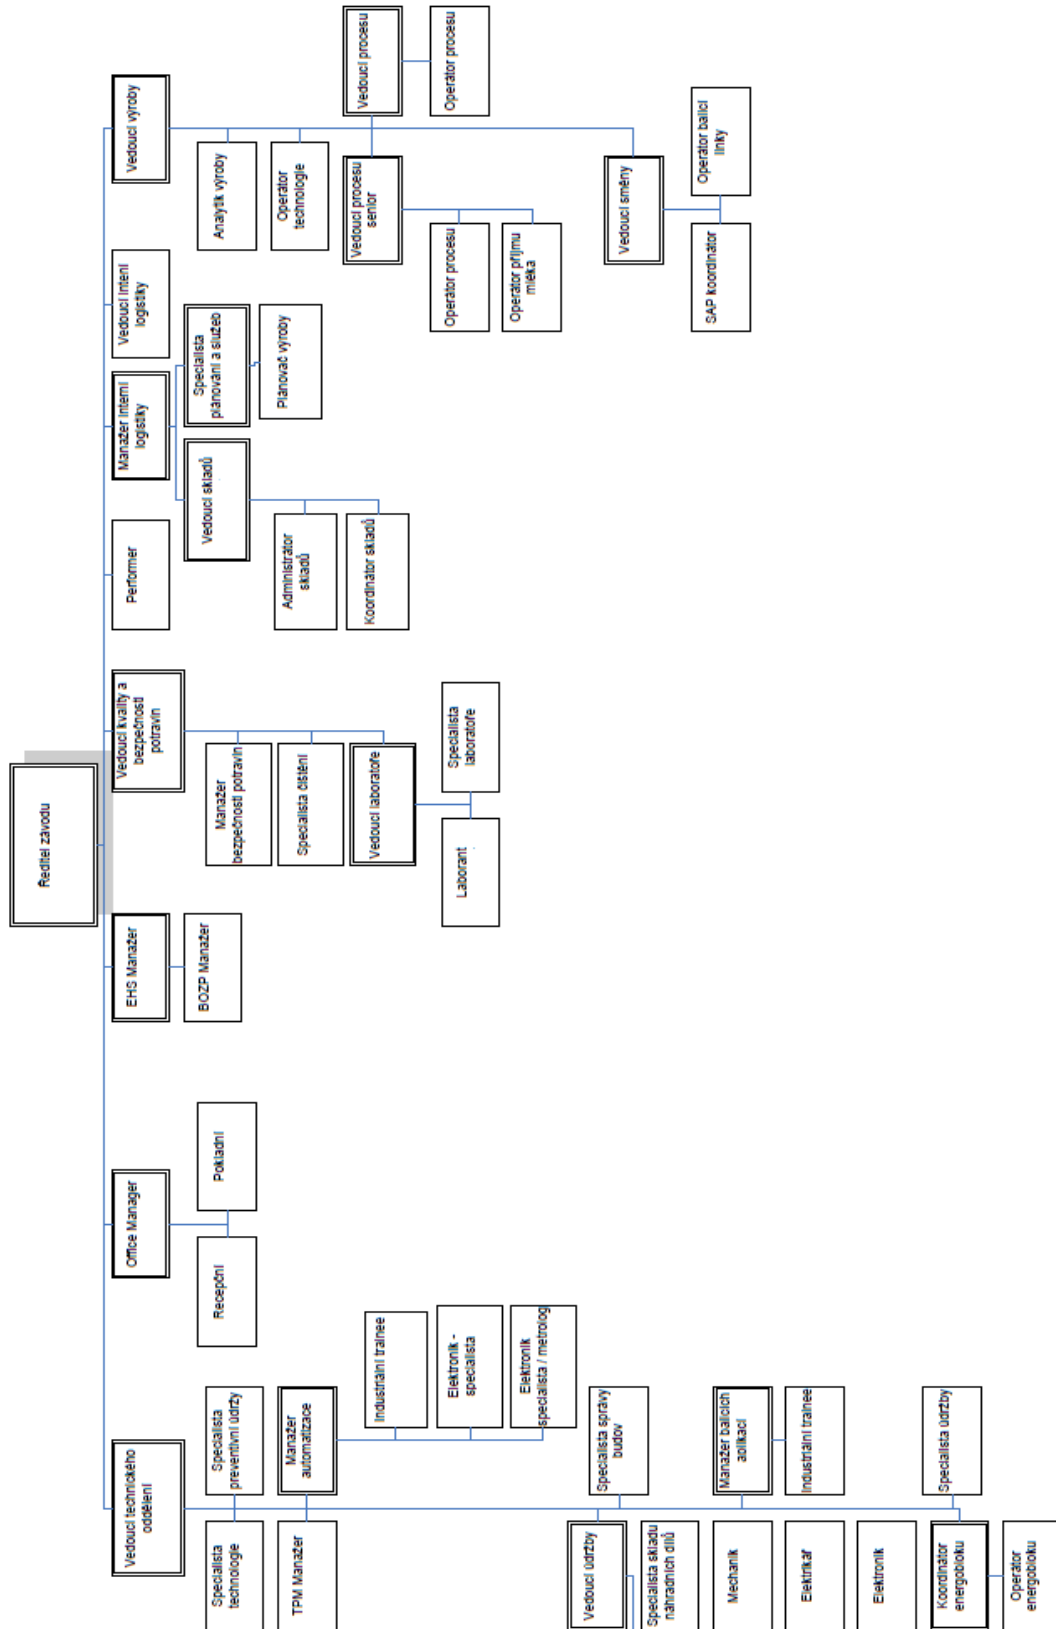 Ředitel závodu
Vedoucí technického
oddělení
Office Manager
EHS Manažer
Vedoucí kvality a
bezpečnosti
potravin
Performer
Manažer interní
logistiky
Vedoucí intení
logistiky
Vedoucí výroby
Specialista
technologie
Specialista
preventivní údržby
TPM Manažer
Manažer
automatizace
Industriální trainee
Elektronik -
specialista
Elektronik
specialista / metrolog
Vedoucí údržby
Specialista správy
budov
Specialista skladu
náhradních dílů
Mechanik
Manažer balicích
aplikací
Elektrikář
Industriální trainee
Elektronik
Koordinátor
energobloku
Specialista údržby
Operátor
energobloku
Recepční
Pokladní
BOZP Manažer
Manažer
bezpečnosti potravin
Specialista čištění
Vedoucí laboratoře
Laborant
Specialista
laboratoře
Vedoucí skladů
Specialista
plánování a služeb
Administrátor
skladů
Koordinátor skladů
Plánovač výroby
Analytik výroby
Operátor
technologie
Vedoucí procesu
senior
Vedoucí procesu
Operátor procesu
Operátor příjmu
mléka
Operátor procesu
Vedoucí směny
SAP koordinátor
Operátor balicí
linky